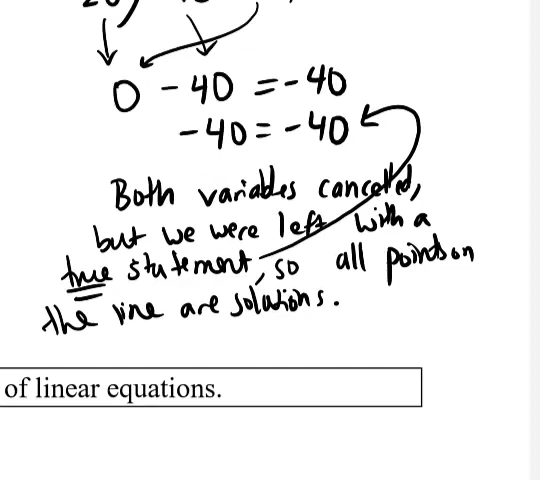 0 - 40 = -40
-40 = -40
Both variables cancelled,
but we were left with a
true statement, so all points on
the line are solutions.
of linear equations.